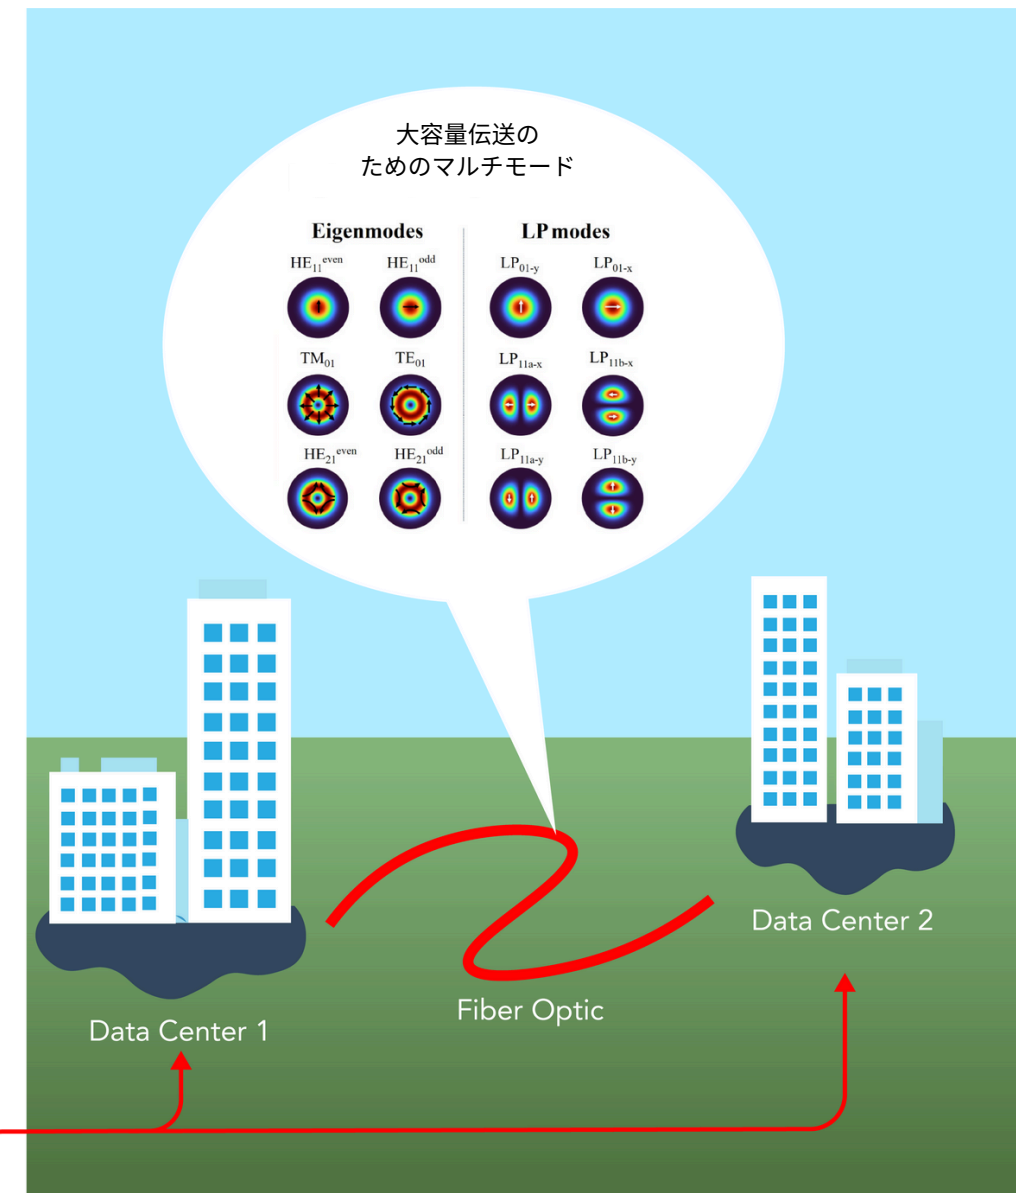 大容量伝送の
ためのマルチモード
Eigenmodes LP modes
HE11even HE11odd LP01-y LP01-x
TM01 TE01 LP11a-x LP11b-x
HE21even HE21odd LP11a-y LP11b-y
Data Center 2
Fiber Optic
Data Center 1